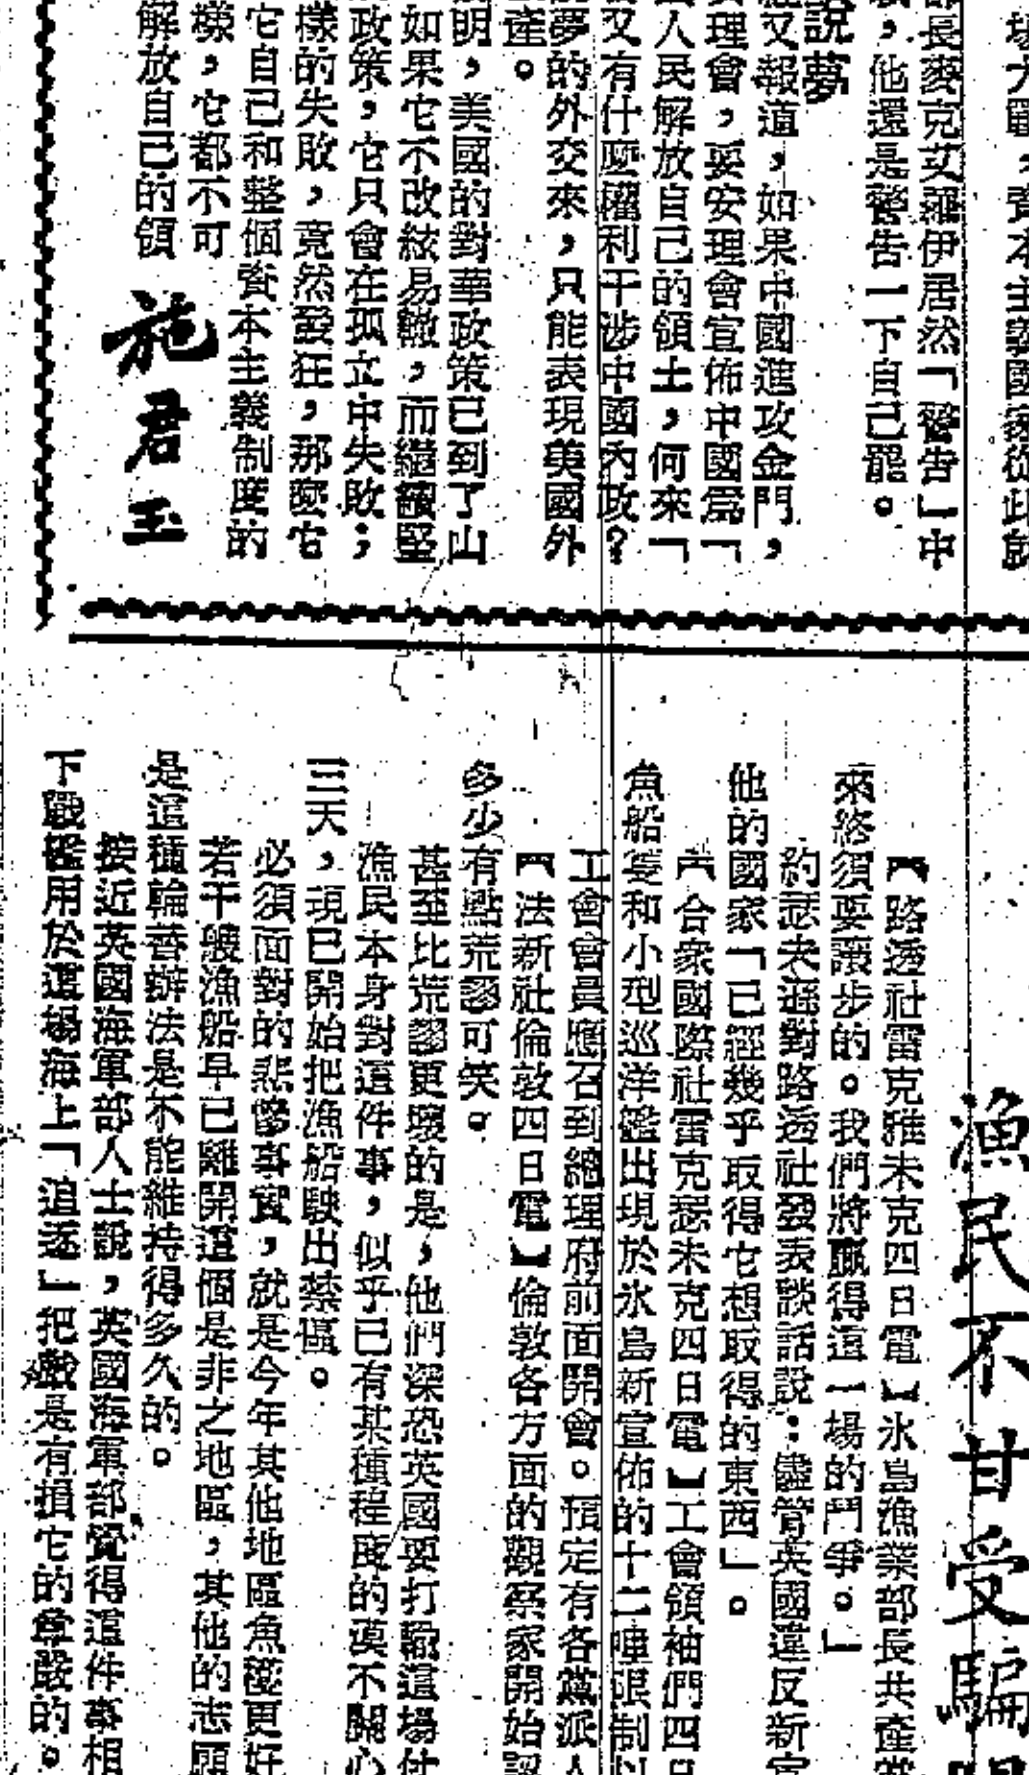 說夢
部長麥克艾羅伊居然「警告」中
，他還是警告一下自己罷。
又報道，如果中國進攻金門，
理會，要安理會宣佈中國爲「
人民解放自己的領土，何來「
又有什麼權利干涉中國內政？
夢的外交來，只能表現美國外
產。
明，美國的對華政策已到了山
如果它不改絃易轍，而繼續堅
政策，它只會在孤立中失敗；
樣的失敗，竟然發狂，那麼它
它自己和整個資本主義制度的
樣，它都不可
解放自己的領
施君玉
漁民不甘受騙
【路透社雷克雅未克四日電】氷島漁業部長共產黨
來終須要讓步的。我們將贏得這一場的鬥爭。」
約瑟夫遜對路透社發表談話說：儘管英國違反新宣
他的國家「已經幾乎取得它想取得的東西」。
【合衆國際社雷克瑟未克四日電】工會領袖們四日
魚船隻和小型巡洋艦出現於氷島新宣佈的十二哩限制以
工會會員應召到總理府前面開會。預定有各黨派人
【法新社倫敦四日電】倫敦各方面的觀察家開始認
多少有點荒謬可笑。
甚至比荒謬更壞的是，他們深恐英國要打輸這場仗
漁民本身對這件事，似乎已有某種程度的漠不關心
三天，現已開始把漁船駛出禁區。
必須面對的悲慘事實，就是今年其他地區魚穫更好
若干艘漁船早已離開這個是非之地區，其他的志願
是這種輪番辦法是不能維持得多久的。
接近英國海軍部人士說，英國海軍部覺得這件事相
下戰艦用於這場海上「追逐」把戲是有損它的尊嚴的。